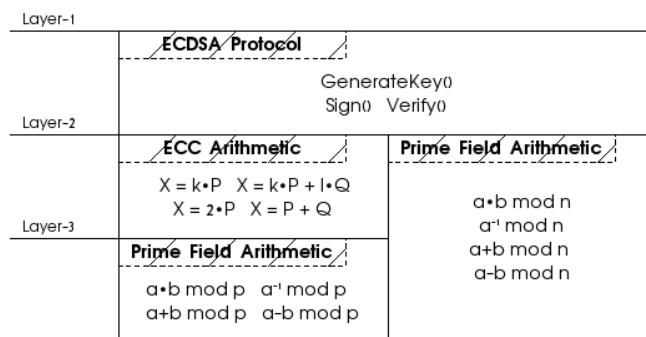 Layer-1
ECDSA Protocol
GenerateKey()
Sign() Verify()
Layer-2
ECC Arithmetic
X = k•P X = k•P + l•Q
X = 2•P X = P + Q
Prime Field Arithmetic
a•b mod n
a⁻¹ mod n
a+b mod n
a-b mod n
Layer-3
Prime Field Arithmetic
a•b mod p a⁻¹ mod p
a+b mod p a-b mod p